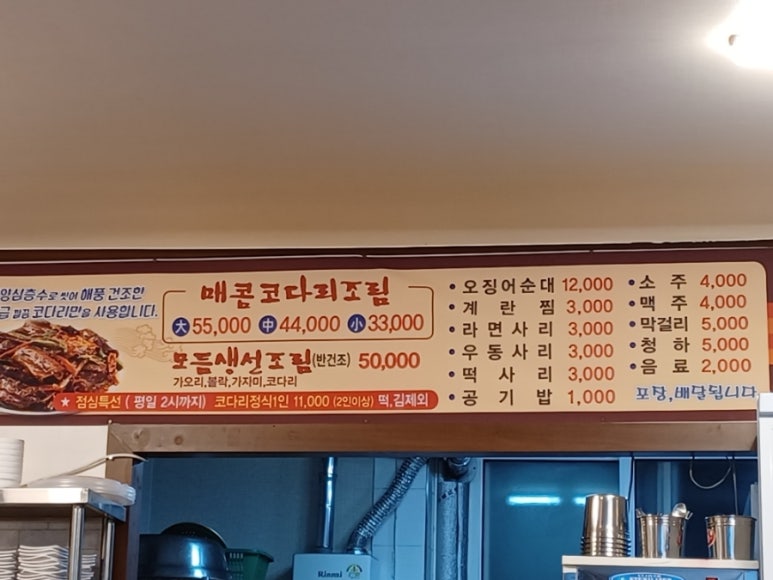 양심층수로 씻어 해풍 건조한
급 깔끔 코다리만을 사용합니다.
매콤코다리조림
大 55,000 中 44,000 小 33,000
모듬생선조림(반건조) 50,000
가오리,볼락,가자미,코다리
★ 점심특선 ( 평일 2시까지) 코다리정식1인 11,000 (2인이상) 떡,김제외
• 오징어순대 12,000
• 계란찜 3,000
• 라면사리 3,000
• 우동사리 3,000
• 떡사리 3,000
• 공기밥 1,000
• 소주 4,000
• 맥주 4,000
• 막걸리 5,000
• 청하 5,000
• 음료 2,000
포장,배달됩니다
Rinnai